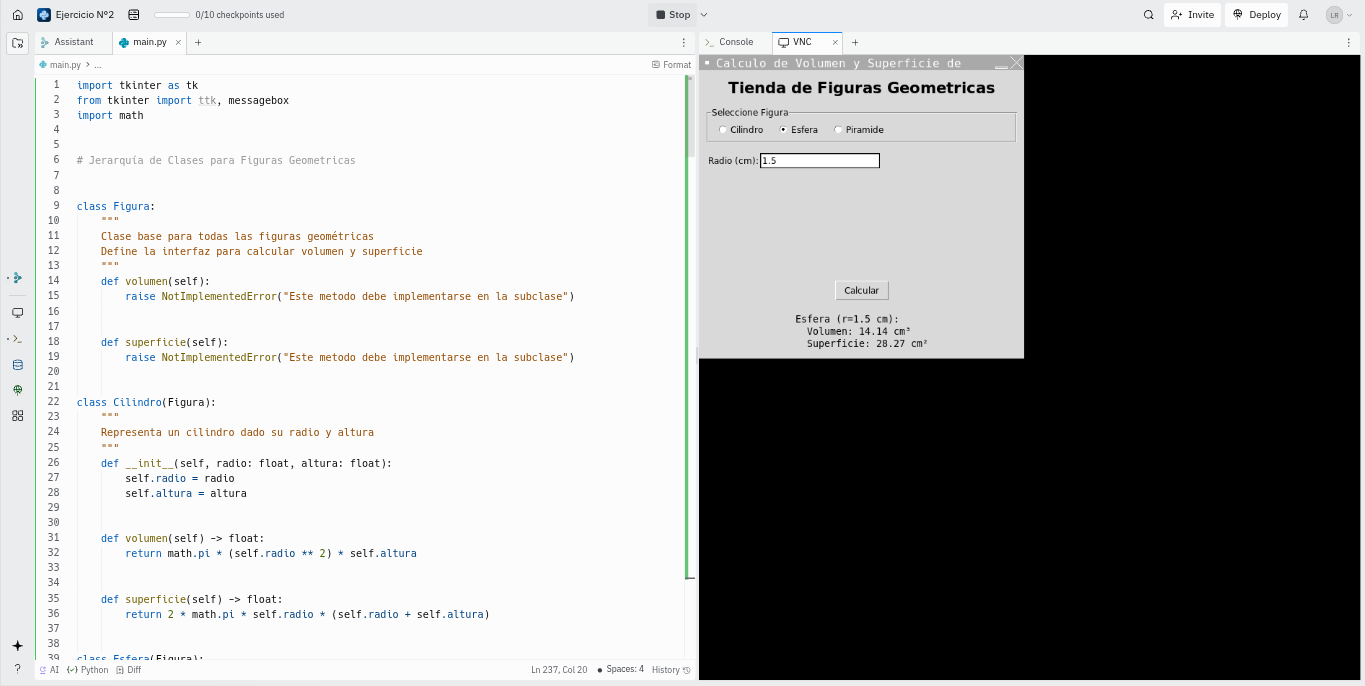 Ejercicio Nº2
0/10 checkpoints used
Stop
Invite
Deploy
LR
Assistant
main.py
Console
VNC
main.py > ...
Format
1 import tkinter as tk
2 from tkinter import ttk, messagebox
3 import math
4
5
6 # Jerarquía de Clases para Figuras Geometricas
7
8
9 class Figura:
10 """
11 Clase base para todas las figuras geométricas
12 Define la interfaz para calcular volumen y superficie
13 """
14 def volumen(self):
15 raise NotImplementedError("Este metodo debe implementarse en la subclase")
16
17
18 def superficie(self):
19 raise NotImplementedError("Este metodo debe implementarse en la subclase")
20
21
22 class Cilindro(Figura):
23 """
24 Representa un cilindro dado su radio y altura
25 """
26 def __init__(self, radio: float, altura: float):
27 self.radio = radio
28 self.altura = altura
29
30
31 def volumen(self) -> float:
32 return math.pi * (self.radio ** 2) * self.altura
33
34
35 def superficie(self) -> float:
36 return 2 * math.pi * self.radio * (self.radio + self.altura)
37
38
39 class Esfera(Figura):
AI
Python
Diff
Ln 237, Col 20
Spaces: 4
History
Calculo de Volumen y Superficie de
Tienda de Figuras Geometricas
Seleccione Figura
Cilindro
Esfera
Piramide
Radio (cm): 1.5
Calcular
Esfera (r=1.5 cm):
Volumen: 14.14 cm³
Superficie: 28.27 cm²